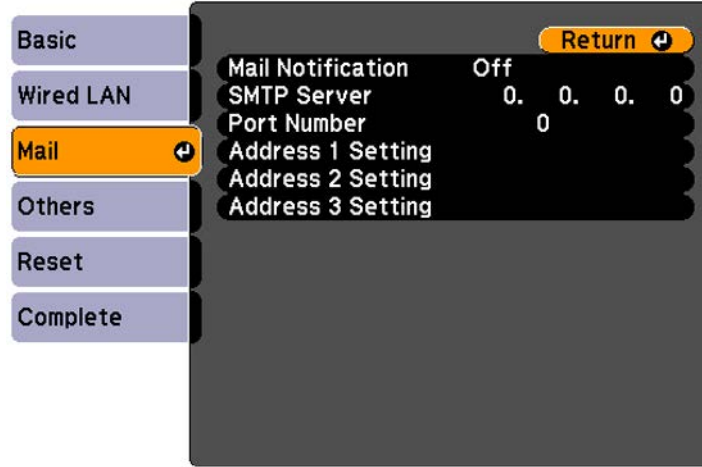 Basic
Wired LAN
Mail
Others
Reset
Complete
Return
Mail Notification Off
SMTP Server 0. 0. 0. 0
Port Number 0
Address 1 Setting
Address 2 Setting
Address 3 Setting